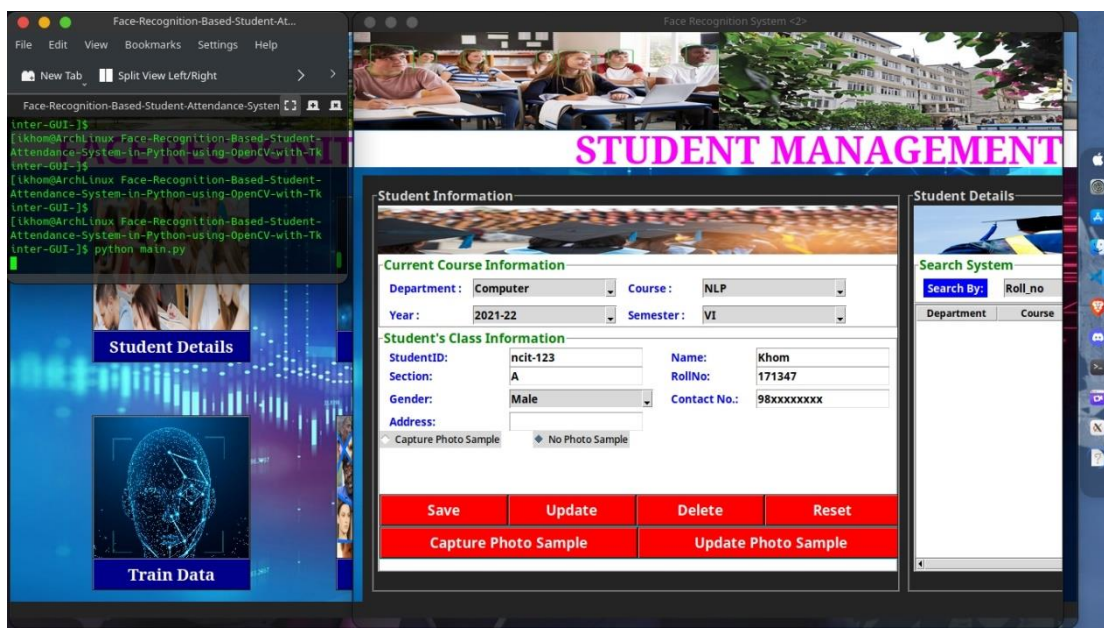 Face-Recognition-Based-Student-At...
File Edit View Bookmarks Settings Help
New Tab Split View Left/Right
Face-Recognition-Based-Student-Attendance-System
inter-GUI-]$
[ikhom@ArchLinux Face-Recognition-Based-Student-
Attendance-System-in-Python-using-OpenCV-with-Tk
inter-GUI-]$
[ikhom@ArchLinux Face-Recognition-Based-Student-
Attendance-System-in-Python-using-OpenCV-with-Tk
inter-GUI-]$
[ikhom@ArchLinux Face-Recognition-Based-Student-
Attendance-System-in-Python-using-OpenCV-with-Tk
inter-GUI-]$ python main.py
Student Details
Train Data
Face Recognition System <2>
STUDENT MANAGEMENT
Student Information
Current Course Information
Department: Computer Course: NLP
Year: 2021-22 Semester: VI
Student's Class Information
StudentID: ncit-123 Name: Khom
Section: A RollNo: 171347
Gender: Male Contact No.: 98xxxxxxxx
Address:
Capture Photo Sample No Photo Sample
Save Update Delete Reset
Capture Photo Sample Update Photo Sample
Student Details
Search System
Search By: Roll_no
Department Course